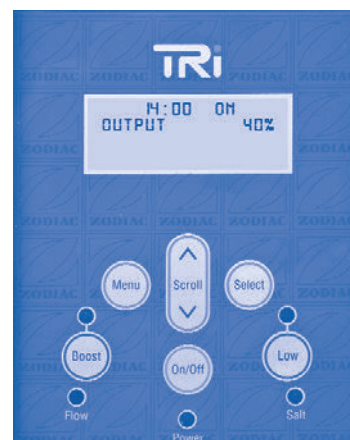 TRi
14:00 ON
OUTPUT 40%
Menu
Scroll
Select
Boost
On/Off
Low
Flow
Salt
Power
ZODIAC